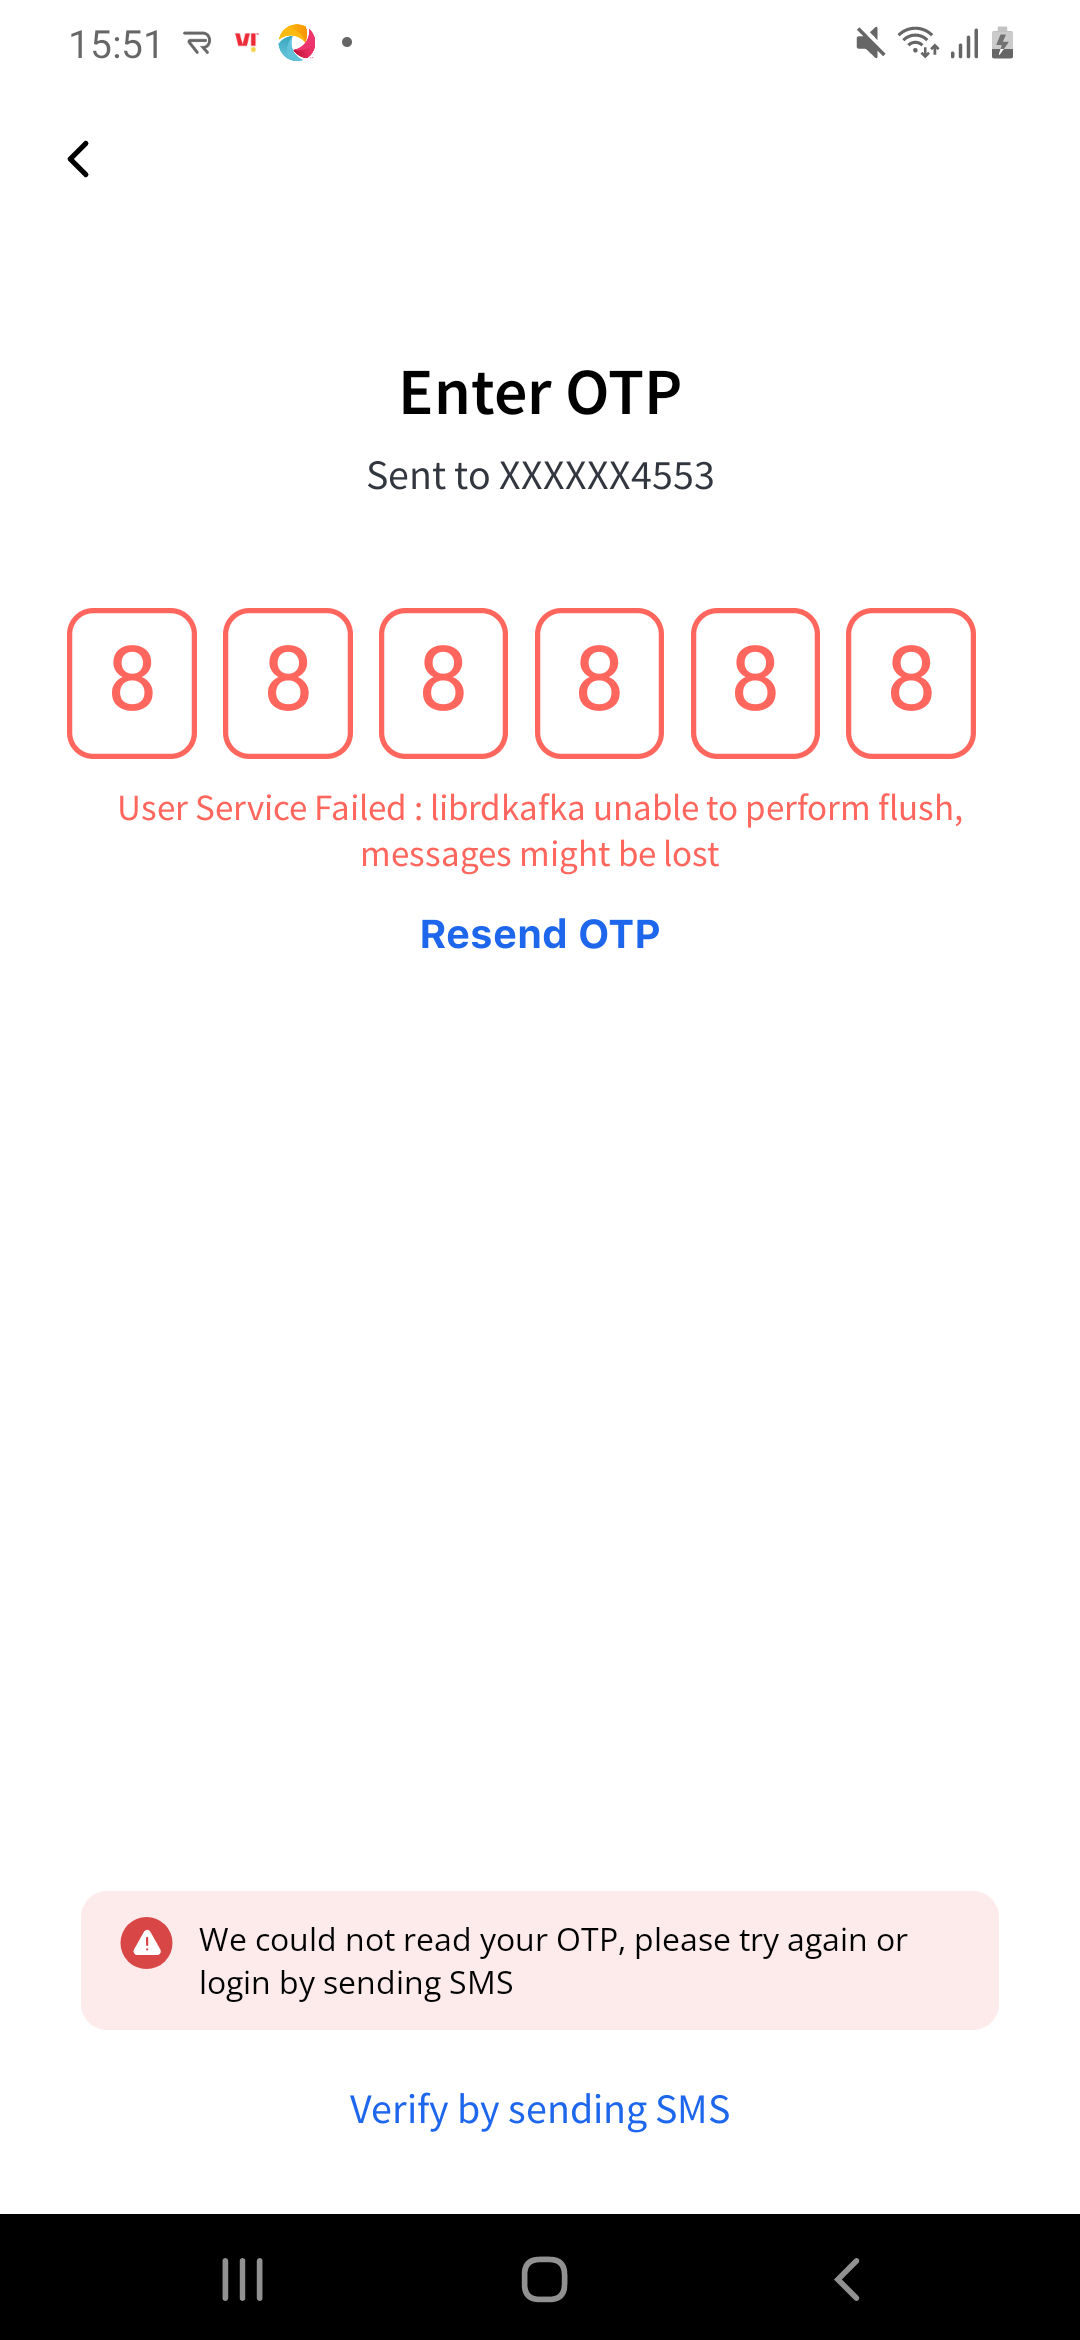 15:51
VI
Enter OTP
Sent to XXXXXX4553
8 8 8 8 8 8
User Service Failed : librdkafka unable to perform flush,
messages might be lost
Resend OTP
We could not read your OTP, please try again or
login by sending SMS
Verify by sending SMS